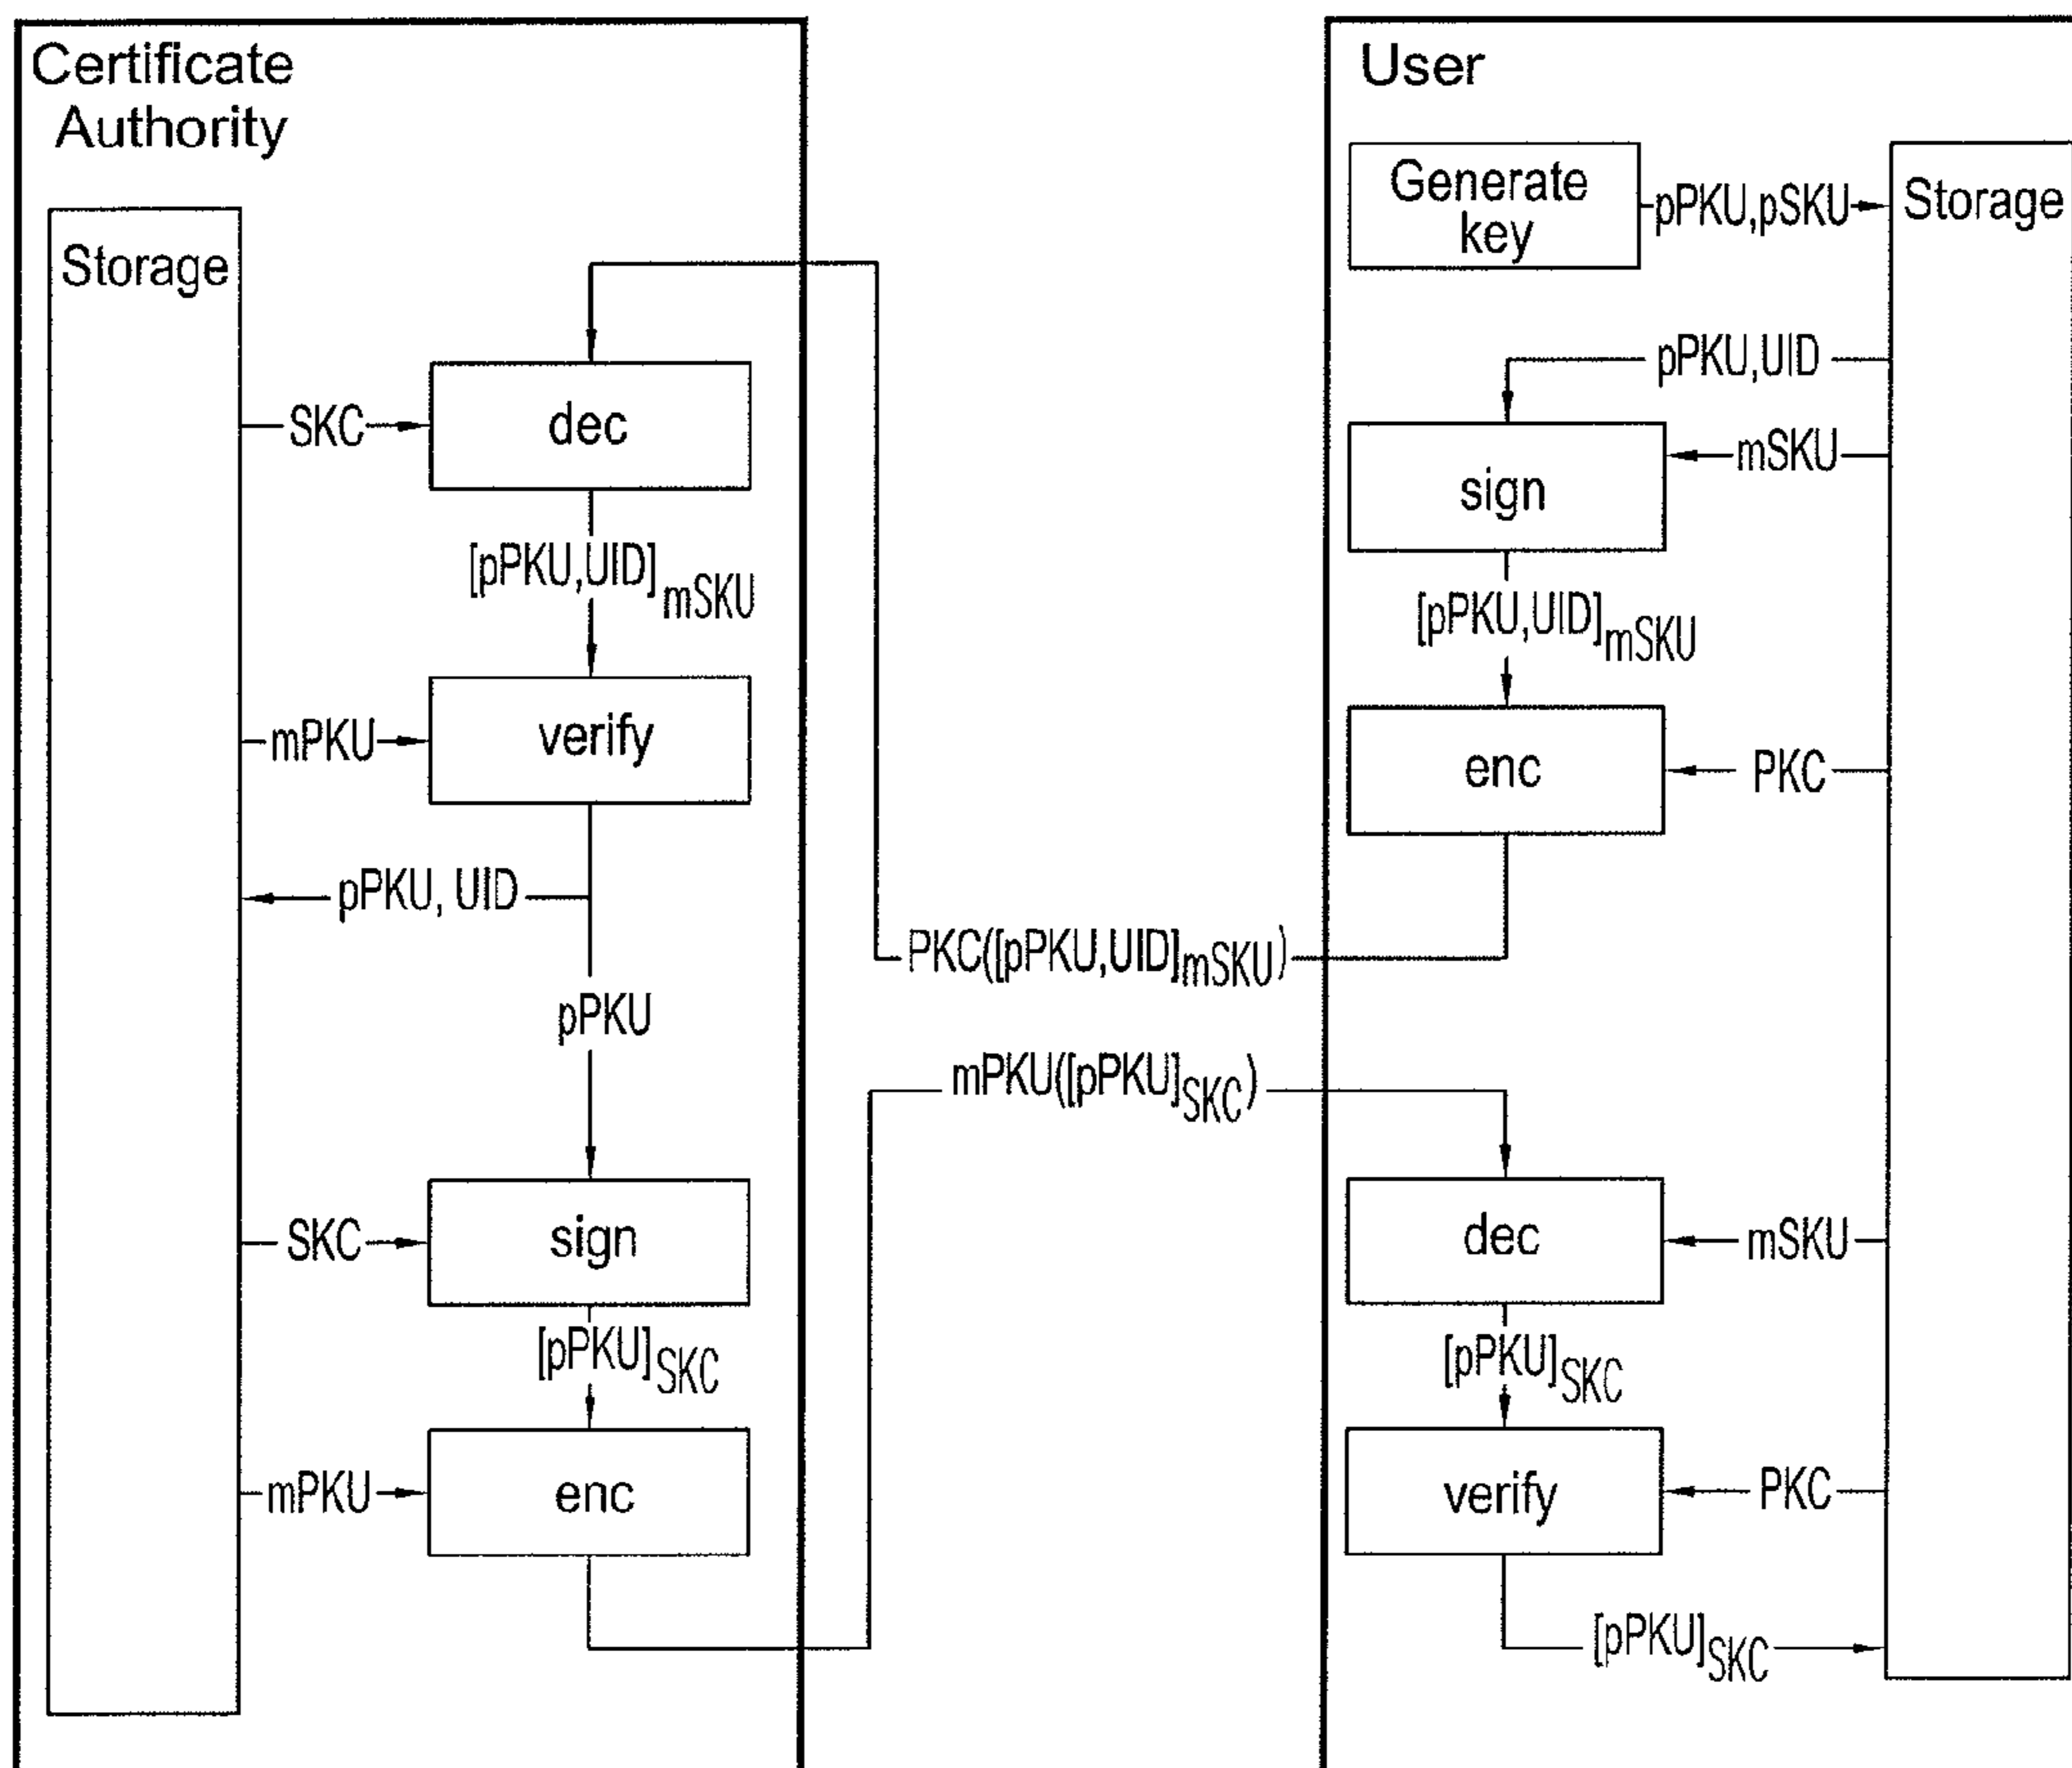 Certificate
Authority
Storage
SKC
dec
[pPKU,UID]mSKU
mPKU
verify
pPKU, UID
pPKU
SKC
sign
[pPKU]SKC
mPKU
enc
PKC([pPKU,UID]mSKU)
mPKU([pPKU]SKC)
User
Generate
key
pPKU,pSKU
Storage
pPKU,UID
mSKU
sign
[pPKU,UID]mSKU
enc
PKC
dec
mSKU
[pPKU]SKC
verify
PKC
[pPKU]SKC